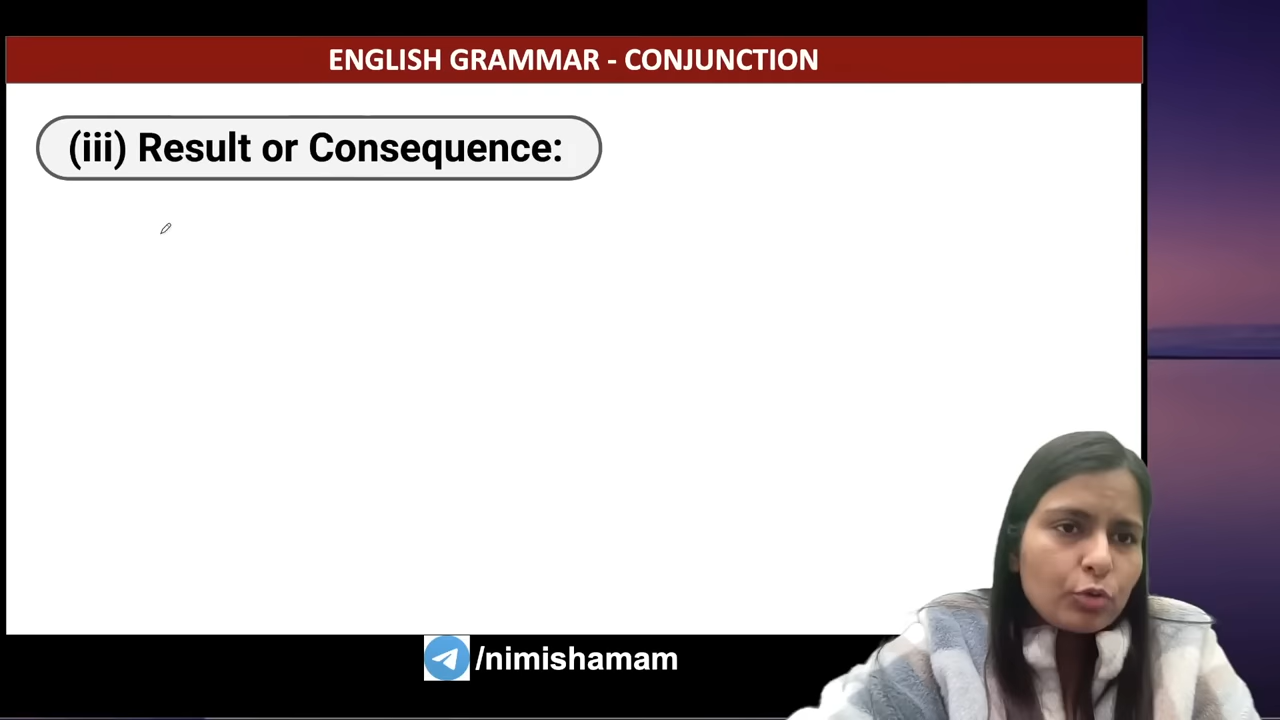 ENGLISH GRAMMAR - CONJUNCTION
(iii) Result or Consequence:
/nimishamam